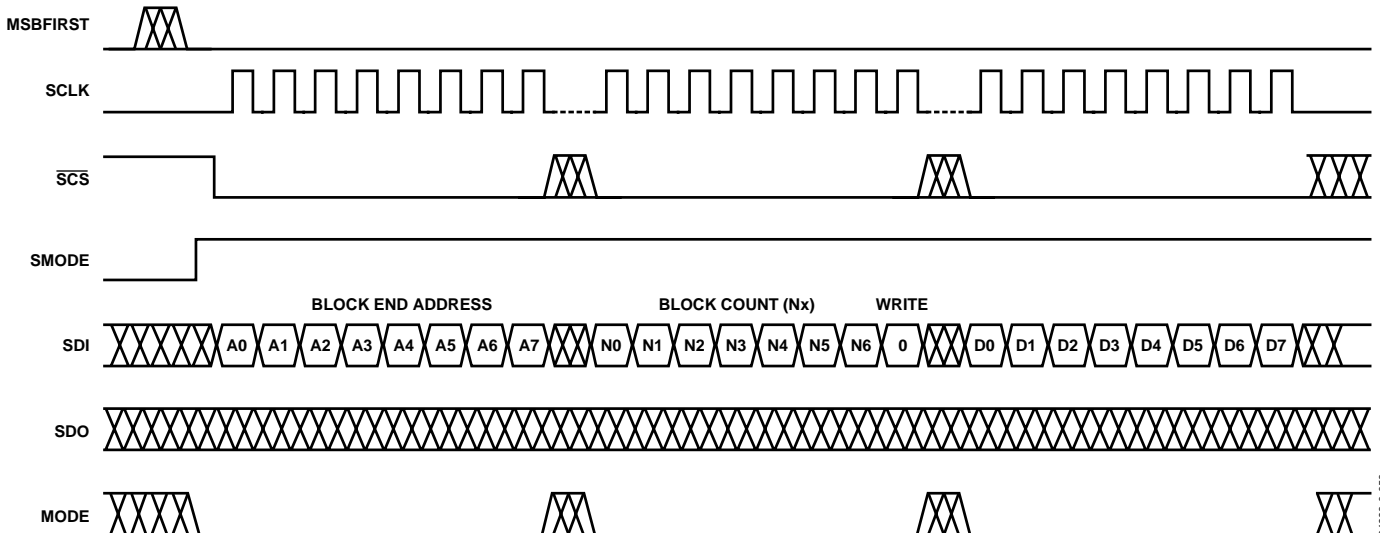 MSBFIRST
SCLK
SCS
SMODE
BLOCK END ADDRESS BLOCK COUNT (Nx) WRITE
SDI A0 A1 A2 A3 A4 A5 A6 A7 N0 N1 N2 N3 N4 N5 N6 0 D0 D1 D2 D3 D4 D5 D6 D7
SDO
MODE